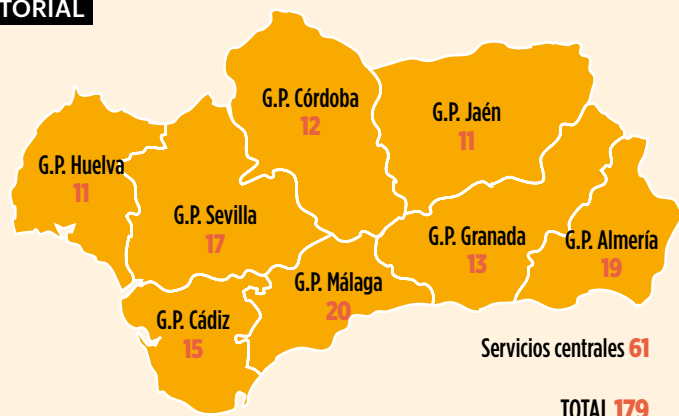 TORIAL
G.P. Córdoba
12
G.P. Jaén
11
G.P. Huelva
11
G.P. Sevilla
17
G.P. Granada
13
G.P. Almería
19
G.P. Málaga
20
G.P. Cádiz
15
Servicios centrales 61
TOTAL 179